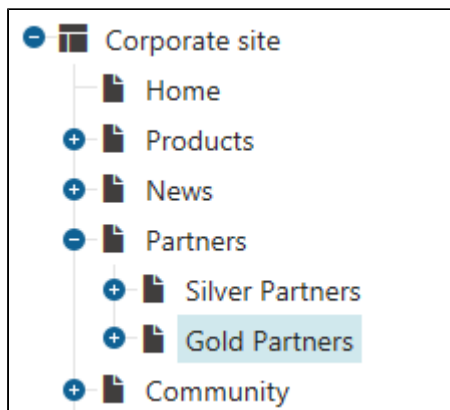 Corporate site
Home
Products
News
Partners
Silver Partners
Gold Partners
Community